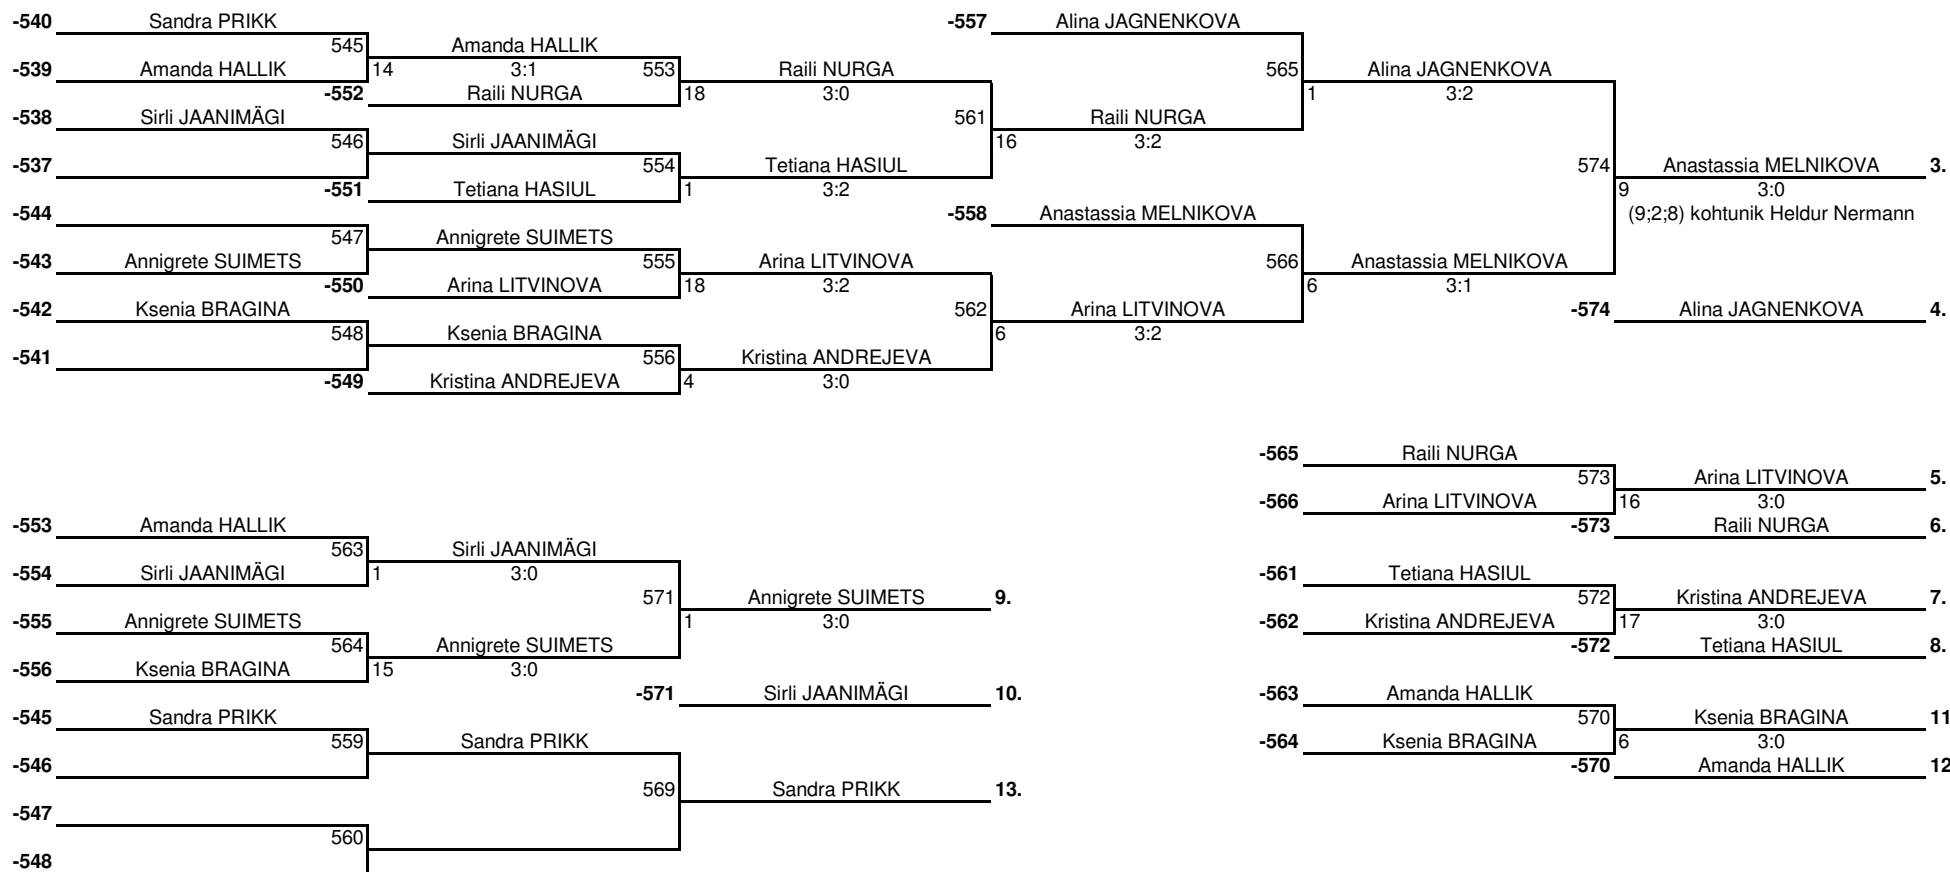 -540 Sandra PRIKK -557 Alina JAGNENKOVA
545 Amanda HALLIK
-539 Amanda HALLIK 14 3:1 553 Raili NURGA 565 Alina JAGNENKOVA
-552 Raili NURGA 18 3:0 1 3:2
-538 Sirli JAANIMÄGI 561 Raili NURGA
546 Sirli JAANIMÄGI 16 3:2
-537 554 Tetiana HASIUL 574 Anastassia MELNIKOVA 3.
-551 Tetiana HASIUL 1 3:2 9 3:0
-544 -558 Anastassia MELNIKOVA (9;2;8) kohtunik Heldur Nermann
547 Annigrete SUIMETS
-543 Annigrete SUIMETS 555 Arina LITVINOVA 566 Anastassia MELNIKOVA
-550 Arina LITVINOVA 18 3:2 6 3:1
-542 Ksenia BRAGINA 562 Arina LITVINOVA -574 Alina JAGNENKOVA 4.
548 Ksenia BRAGINA 6 3:2
-541 556 Kristina ANDREJEVA
-549 Kristina ANDREJEVA 4 3:0
-565 Raili NURGA
573 Arina LITVINOVA 5.
-566 Arina LITVINOVA 16 3:0
-553 Amanda HALLIK -573 Raili NURGA 6.
563 Sirli JAANIMÄGI
-554 Sirli JAANIMÄGI 1 3:0 -561 Tetiana HASIUL
571 Annigrete SUIMETS 9. 572 Kristina ANDREJEVA 7.
-555 Annigrete SUIMETS 1 3:0 -562 Kristina ANDREJEVA 17 3:0
564 Annigrete SUIMETS -572 Tetiana HASIUL 8.
-556 Ksenia BRAGINA 15 3:0
-571 Sirli JAANIMÄGI 10. -563 Amanda HALLIK
-545 Sandra PRIKK 570 Ksenia BRAGINA 11
559 Sandra PRIKK -564 Ksenia BRAGINA 6 3:0
-546 -570 Amanda HALLIK 12
569 Sandra PRIKK 13.
-547
560
-548